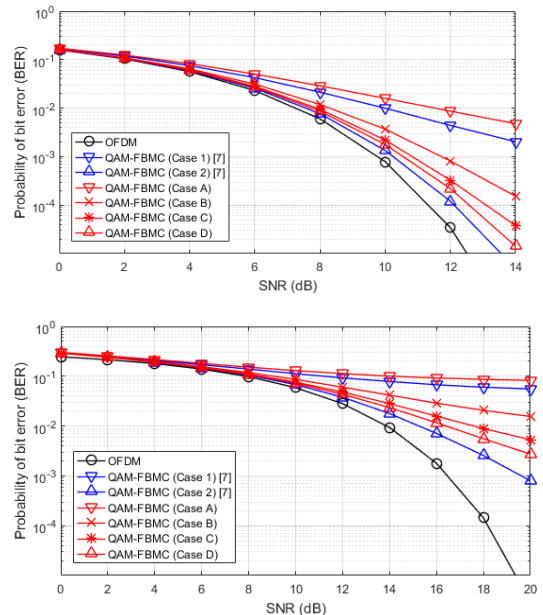 Probability of bit error (BER)
10^0
10^-1
10^-2
10^-3
10^-4
OFDM
QAM-FBMC (Case 1) [7]
QAM-FBMC (Case 2) [7]
QAM-FBMC (Case A)
QAM-FBMC (Case B)
QAM-FBMC (Case C)
QAM-FBMC (Case D)
0 2 4 6 8 10 12 14
SNR (dB)
Probability of bit error (BER)
10^0
10^-1
10^-2
10^-3
10^-4
OFDM
QAM-FBMC (Case 1) [7]
QAM-FBMC (Case 2) [7]
QAM-FBMC (Case A)
QAM-FBMC (Case B)
QAM-FBMC (Case C)
QAM-FBMC (Case D)
0 2 4 6 8 10 12 14 16 18 20
SNR (dB)